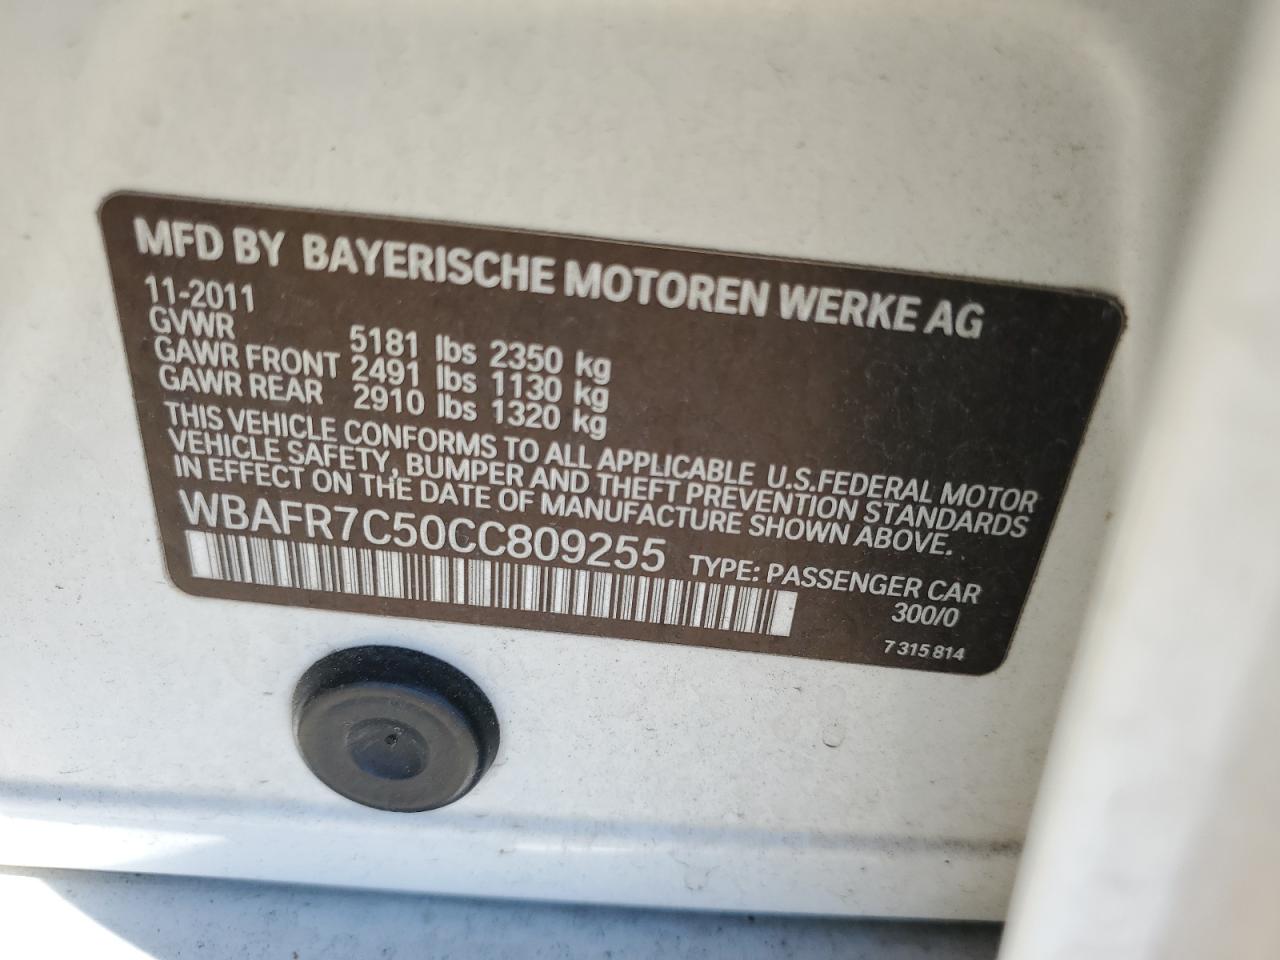 MFD BY BAYERISCHE MOTOREN WERKE AG
11-2011
GVWR 5181 lbs 2350 kg
GAWR FRONT 2491 lbs 1130 kg
GAWR REAR 2910 lbs 1320 kg
THIS VEHICLE CONFORMS TO ALL APPLICABLE U.S.FEDERAL MOTOR
VEHICLE SAFETY, BUMPER AND THEFT PREVENTION STANDARDS
IN EFFECT ON THE DATE OF MANUFACTURE SHOWN ABOVE.
WBAFR7C50CC809255 TYPE: PASSENGER CAR
300/0
7 315 814